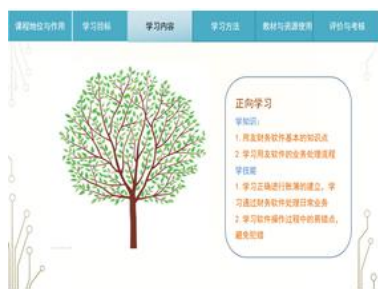 课程地位与作用
学习目标
学习内容
学习方法
教材与资源使用
评价与考核
正向学习
学知识：
1.用友财务软件基本的知识点
2 学习用友软件的业务处理流程
学技能
1 学习正确进行账簿的建立，学
习通过财务软件处理日常业务
2 学习软件操作过程中的易错点，
避免犯错